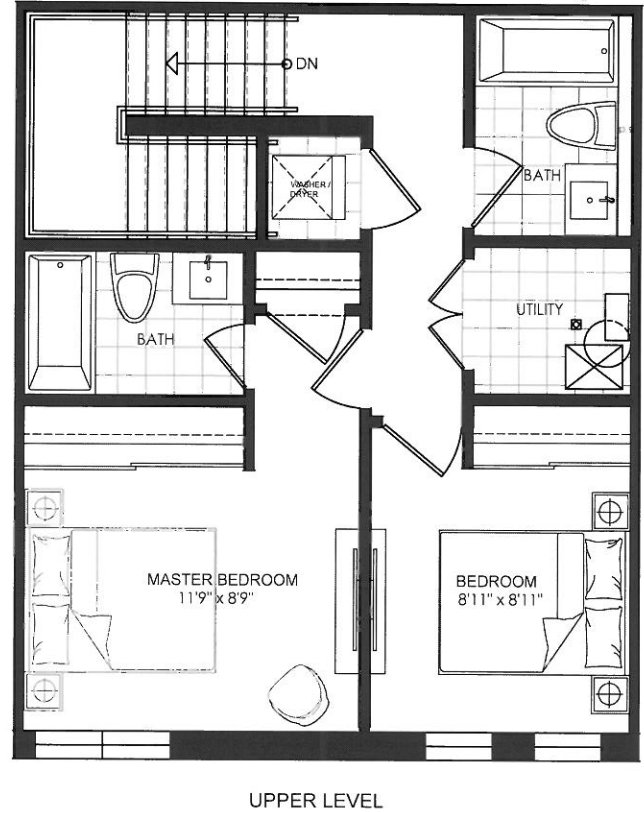 DN
WASHER /
DRYER
BATH
UTILITY
BATH
MASTER BEDROOM
11'9" x 8'9"
BEDROOM
8'11" x 8'11"
UPPER LEVEL